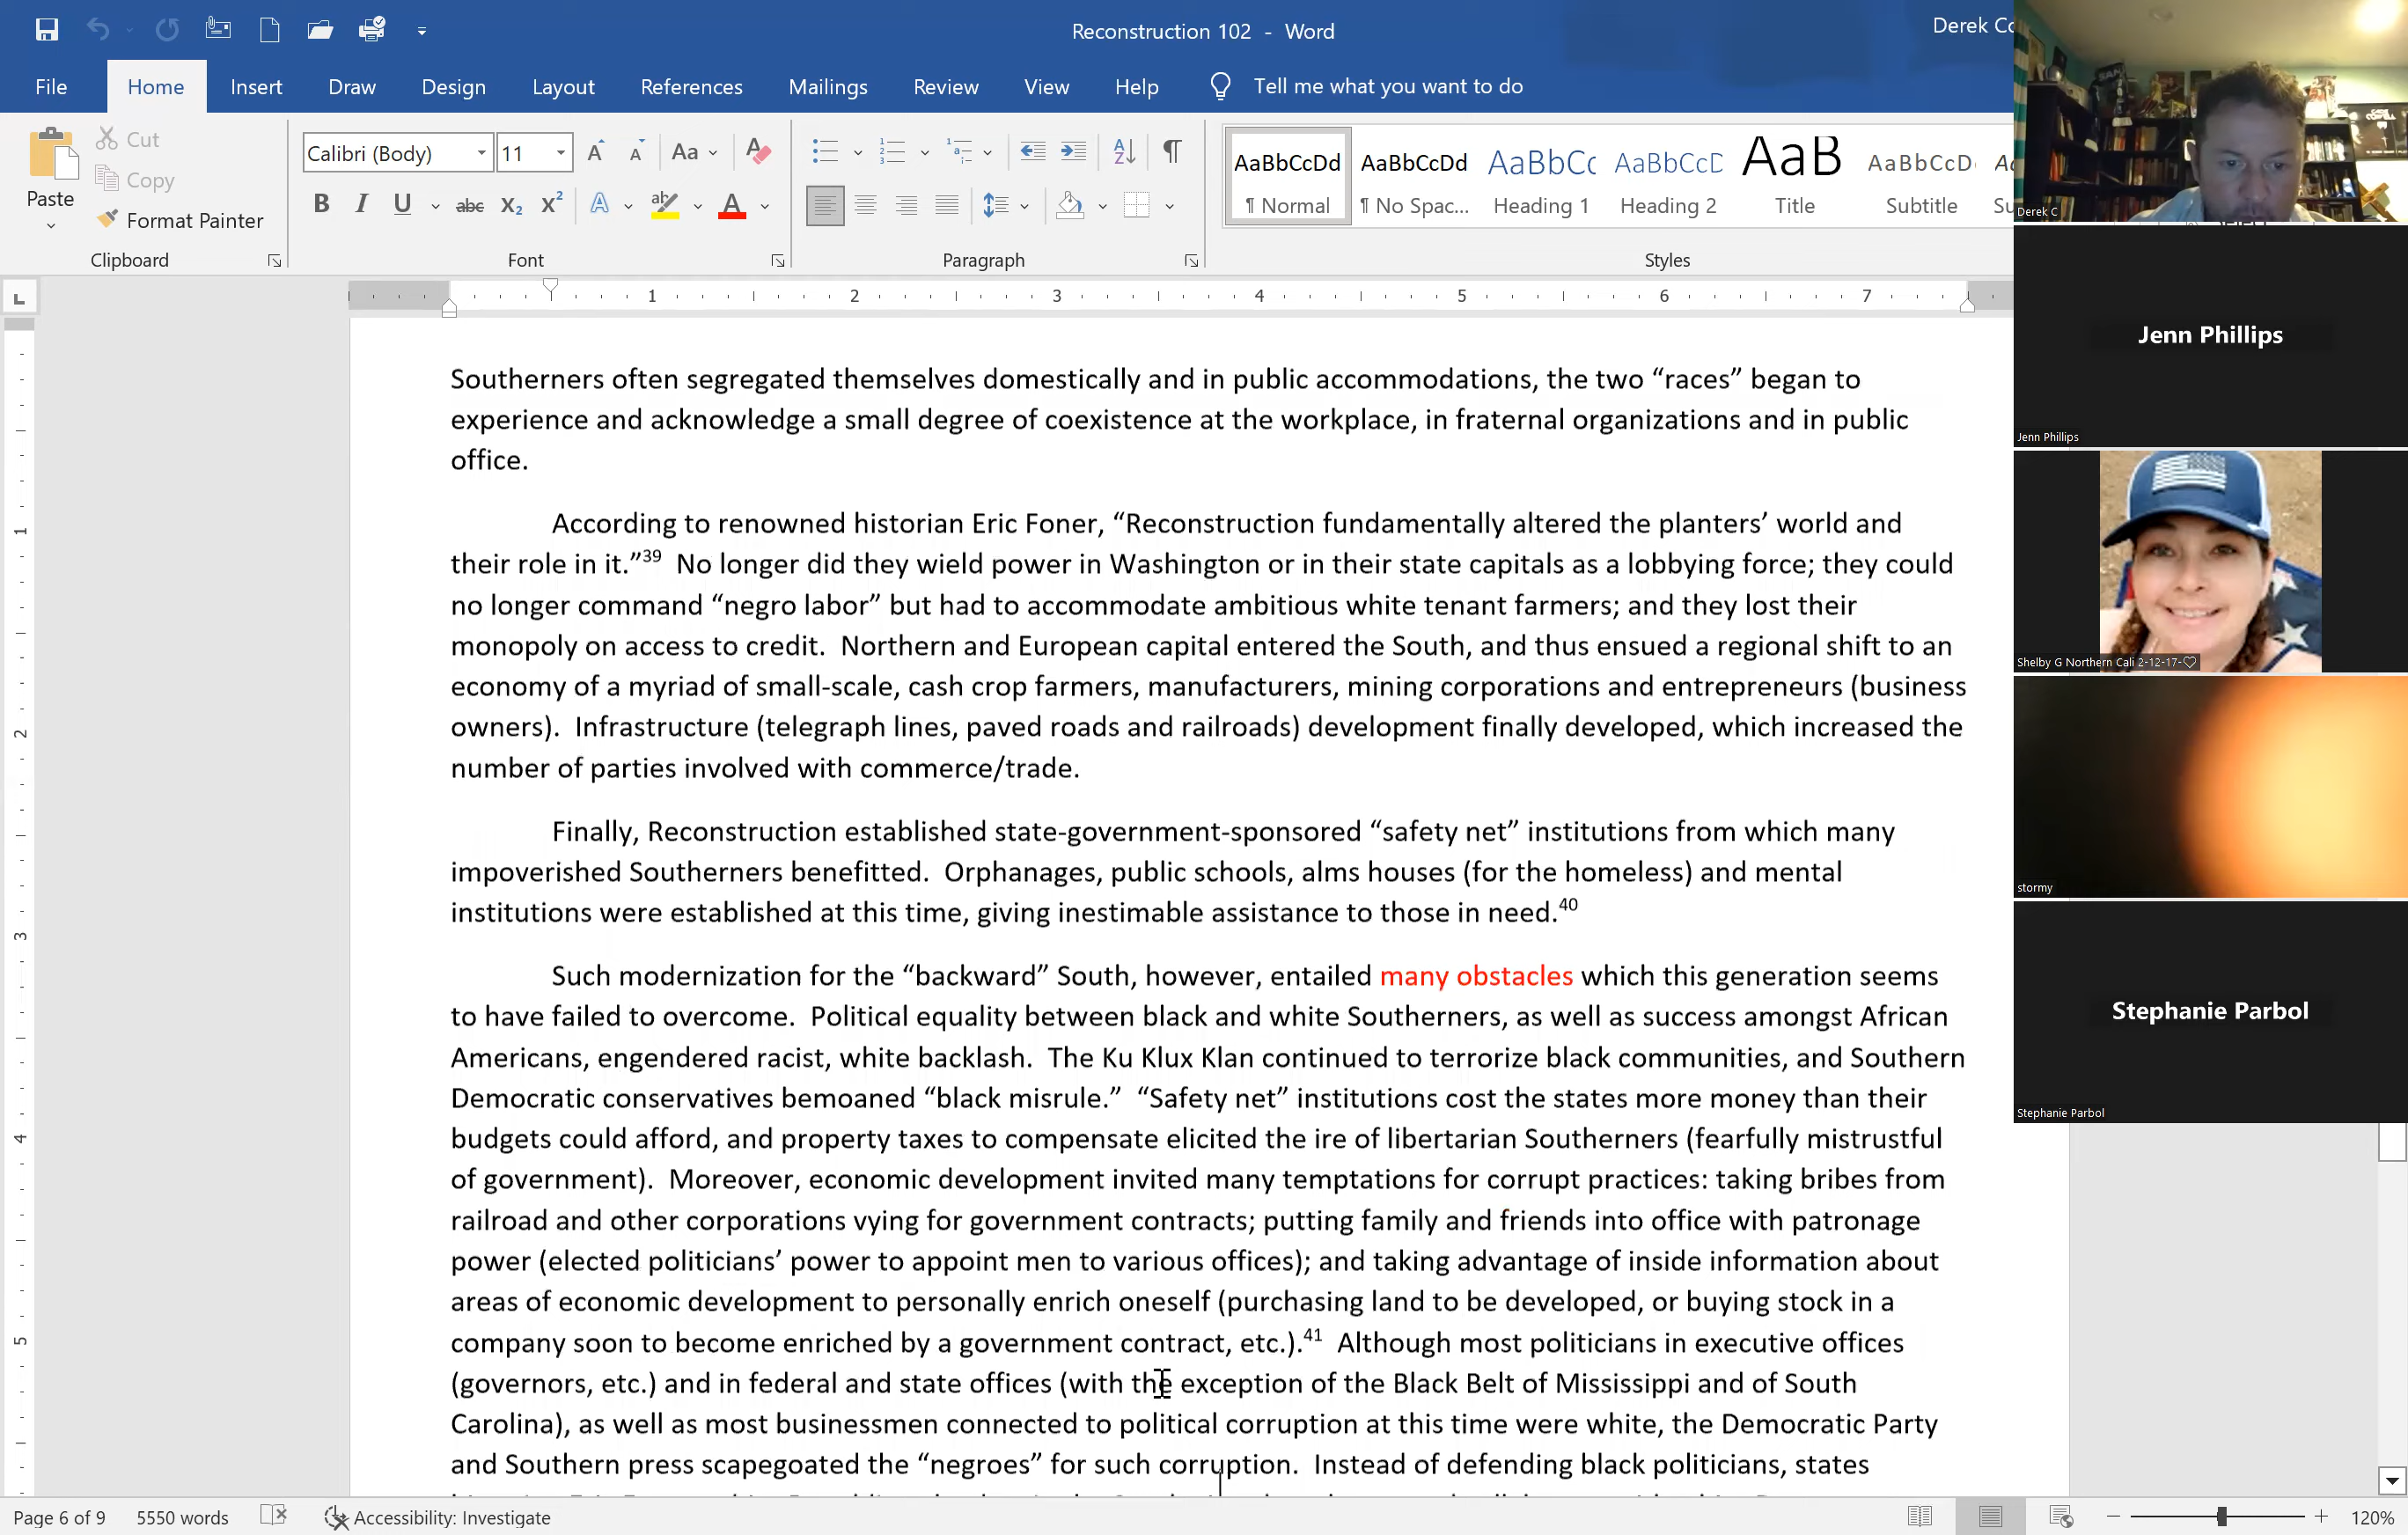 Reconstruction 102 - Word
Derek Co
File Home Insert Draw Design Layout References Mailings Review View Help Tell me what you want to do
Paste
Cut
Copy
Format Painter
Clipboard
Calibri (Body) 11
Font
Paragraph
AaBbCcDd AaBbCcDd AaBbCc AaBbCcD AaB AaBbCcD
¶ Normal ¶ No Spac... Heading 1 Heading 2 Title Subtitle Su
Styles
1 2 3 4 5 6 7
Southerners often segregated themselves domestically and in public accommodations, the two “races” began to
experience and acknowledge a small degree of coexistence at the workplace, in fraternal organizations and in public
office.
According to renowned historian Eric Foner, “Reconstruction fundamentally altered the planters’ world and
their role in it.”39  No longer did they wield power in Washington or in their state capitals as a lobbying force; they could
no longer command “negro labor” but had to accommodate ambitious white tenant farmers; and they lost their
monopoly on access to credit.  Northern and European capital entered the South, and thus ensued a regional shift to an
economy of a myriad of small-scale, cash crop farmers, manufacturers, mining corporations and entrepreneurs (business
owners).  Infrastructure (telegraph lines, paved roads and railroads) development finally developed, which increased the
number of parties involved with commerce/trade.
Finally, Reconstruction established state-government-sponsored “safety net” institutions from which many
impoverished Southerners benefitted.  Orphanages, public schools, alms houses (for the homeless) and mental
institutions were established at this time, giving inestimable assistance to those in need.40
Such modernization for the “backward” South, however, entailed many obstacles which this generation seems
to have failed to overcome.  Political equality between black and white Southerners, as well as success amongst African
Americans, engendered racist, white backlash.  The Ku Klux Klan continued to terrorize black communities, and Southern
Democratic conservatives bemoaned “black misrule.”  “Safety net” institutions cost the states more money than their
budgets could afford, and property taxes to compensate elicited the ire of libertarian Southerners (fearfully mistrustful
of government).  Moreover, economic development invited many temptations for corrupt practices: taking bribes from
railroad and other corporations vying for government contracts; putting family and friends into office with patronage
power (elected politicians’ power to appoint men to various offices); and taking advantage of inside information about
areas of economic development to personally enrich oneself (purchasing land to be developed, or buying stock in a
company soon to become enriched by a government contract, etc.).41  Although most politicians in executive offices
(governors, etc.) and in federal and state offices (with the exception of the Black Belt of Mississippi and of South
Carolina), as well as most businessmen connected to political corruption at this time were white, the Democratic Party
and Southern press scapegoated the “negroes” for such corruption.  Instead of defending black politicians, states
Page 6 of 9 5550 words Accessibility: Investigate 120%
Derek C
Jenn Phillips
Jenn Phillips
Shelby G Northern Cali 2-12-17-♡
stormy
Stephanie Parbol
Stephanie Parbol